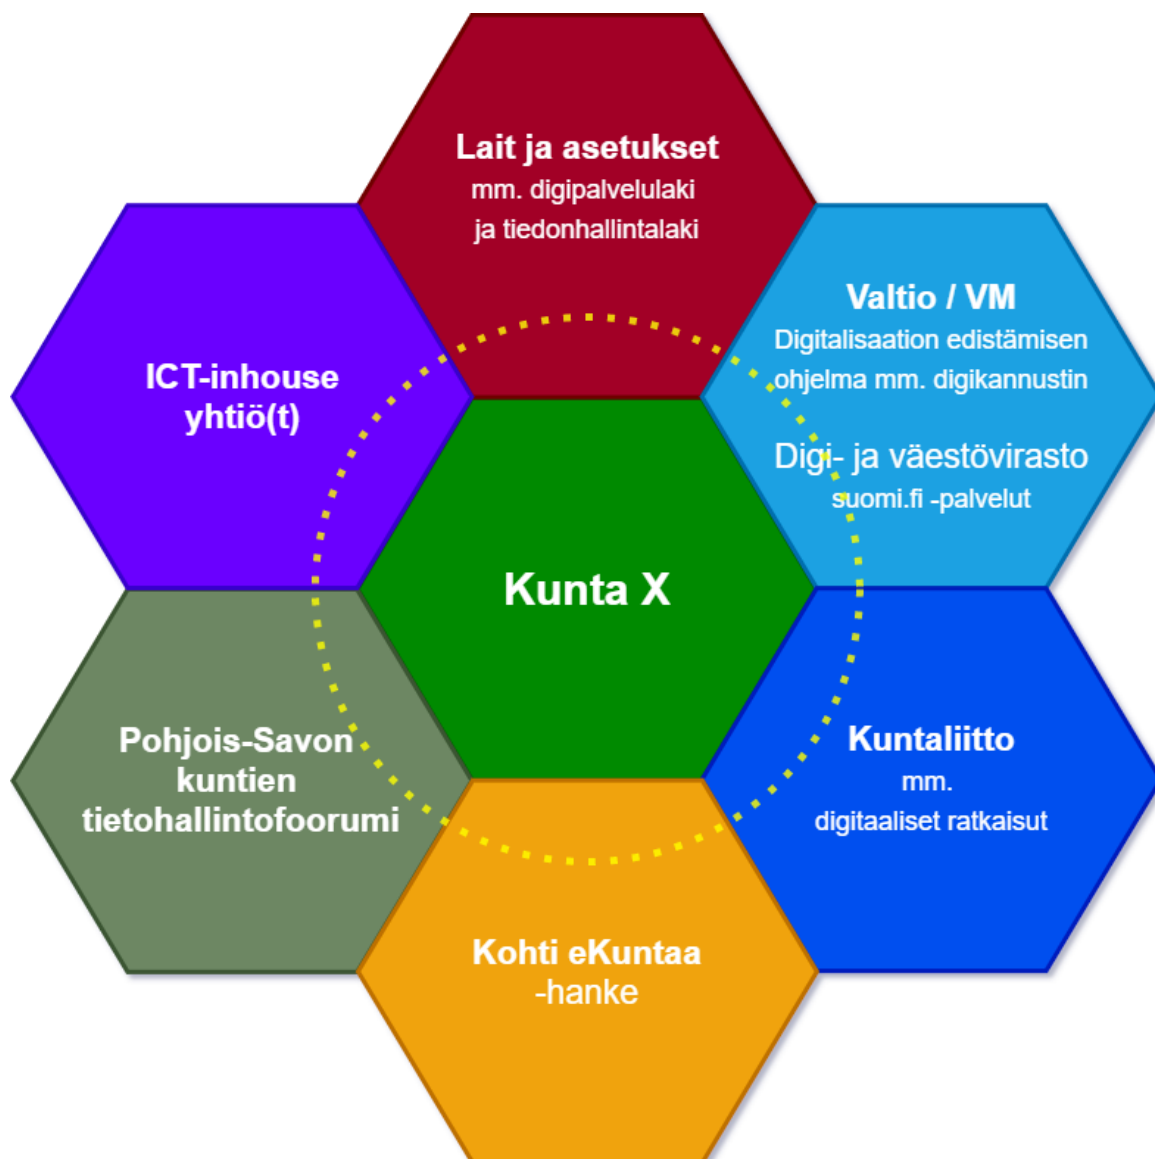 Lait ja asetukset
mm. digipalvelulaki
ja tiedonhallintalaki
Valtio / VM
Digitalisaation edistämisen
ohjelma mm. digikannustin
Digi- ja väestövirasto
suomi.fi -palvelut
ICT-inhouse
yhtiö(t)
Kunta X
Pohjois-Savon
kuntien
tietohallintofoorumi
Kuntaliitto
mm.
digitaaliset ratkaisut
Kohti eKuntaa
-hanke